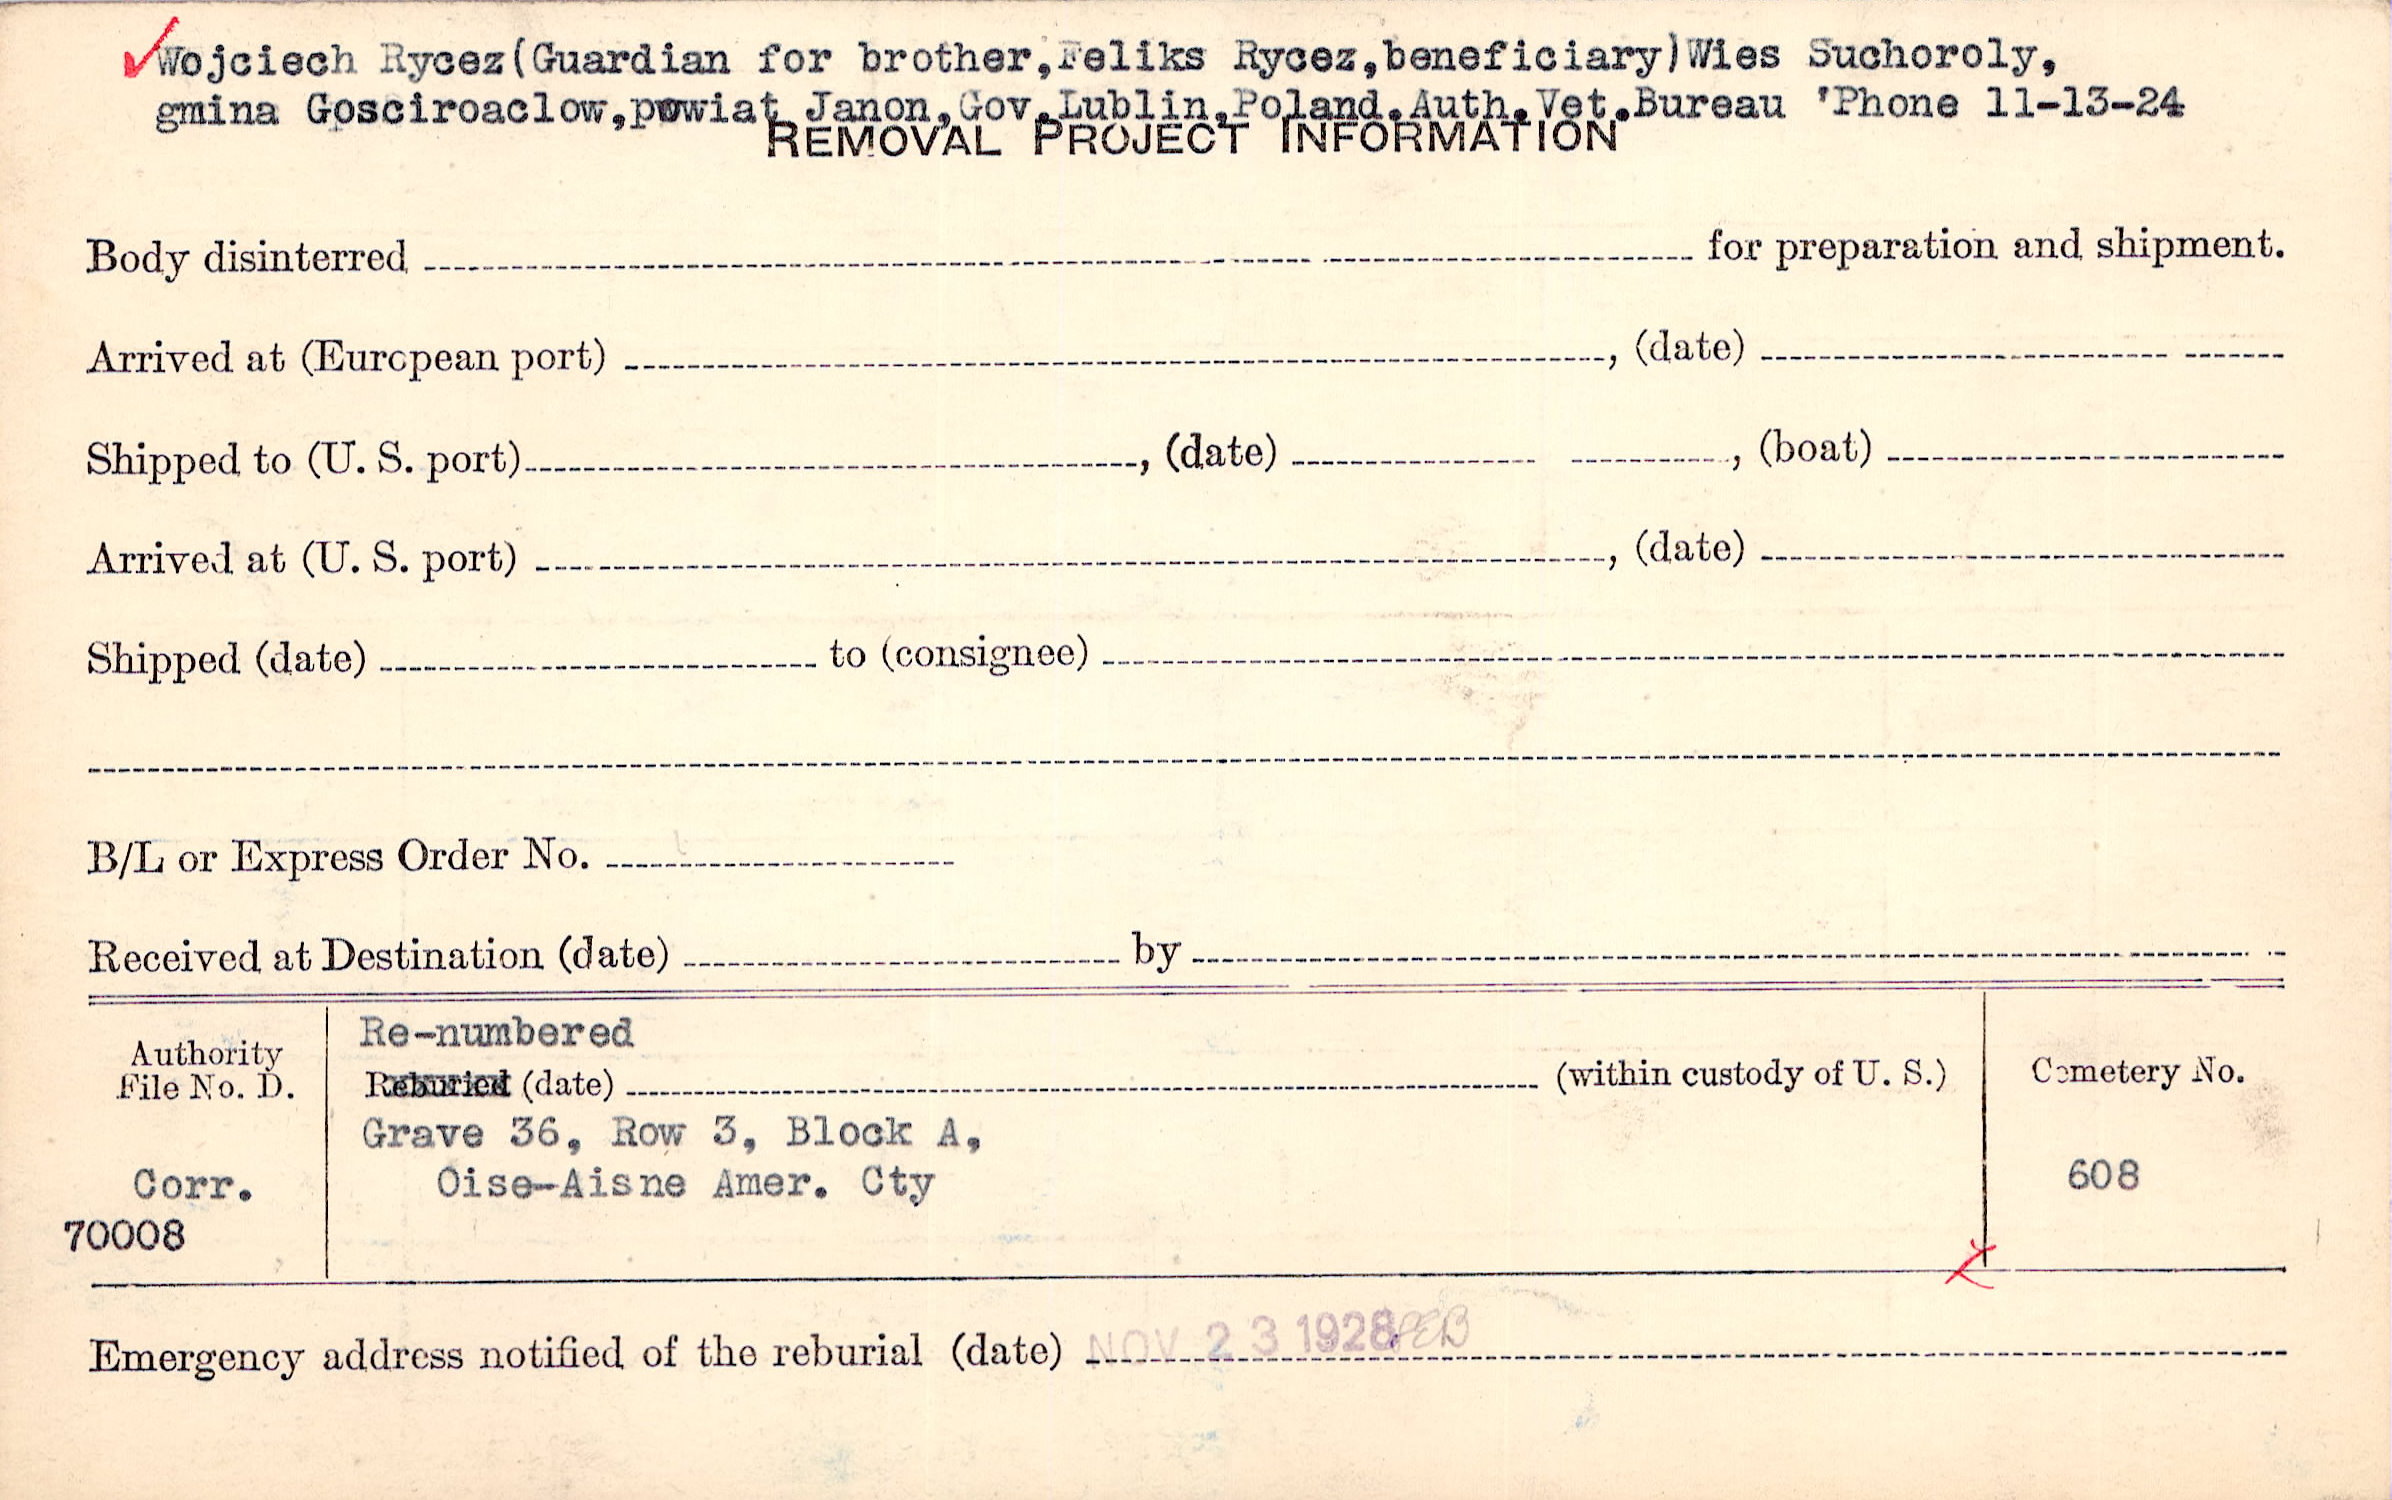 Wojciech Rycez(Guardian for brother,Feliks Rycez,beneficiary)Wies Suchoroly,
gmina Gosciroaclow,powiat Janon,Gov.Lublin,Poland.Auth.Vet.Bureau 'Phone 11-13-24
REMOVAL PROJECT INFORMATION
Body disinterred for preparation and shipment.
Arrived at (European port) , (date)
Shipped to (U. S. port) , (date) , (boat)
Arrived at (U. S. port) , (date)
Shipped (date) to (consignee)
B/L or Express Order No.
Received at Destination (date) by
Authority
File No. D.
Corr.
70008
Re-numbered
Reburied (date) (within custody of U. S.)
Grave 36, Row 3, Block A,
Oise-Aisne Amer. Cty
Cemetery No.
608
Emergency address notified of the reburial (date) NOV 23 1928